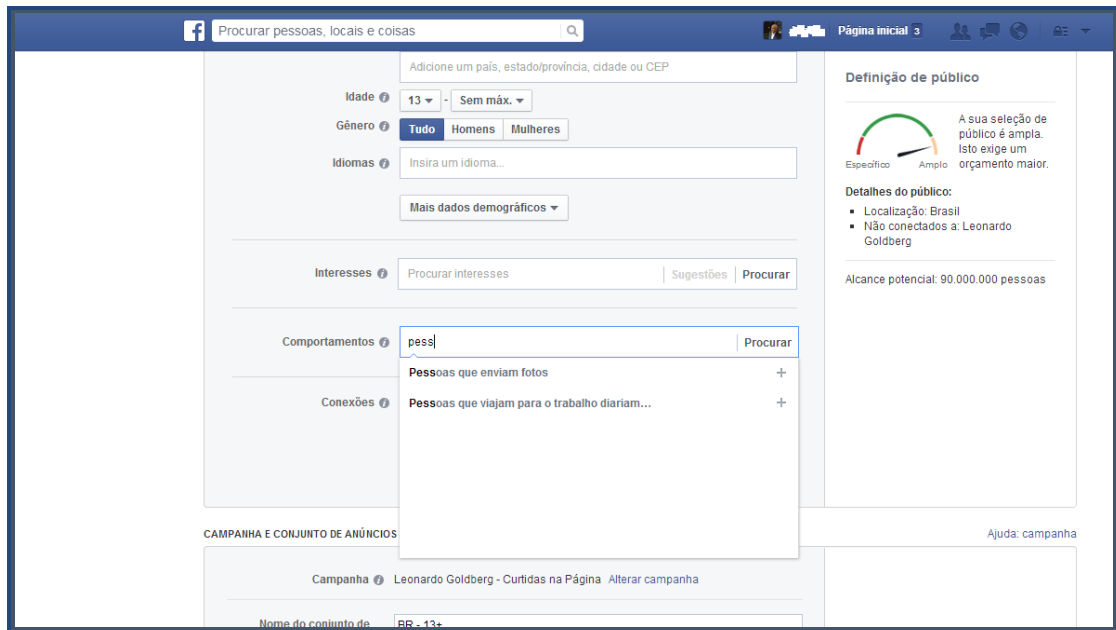 f
Procurar pessoas, locais e coisas
Página inicial 3
Adicione um país, estado/província, cidade ou CEP
Idade
13 - Sem máx.
Gênero
Tudo Homens Mulheres
Idiomas
Insira um idioma...
Mais dados demográficos
Interesses
Procurar interesses Sugestões Procurar
Comportamentos
pess Procurar
Pessoas que enviam fotos +
Pessoas que viajam para o trabalho diariam... +
Conexões
Definição de público
Específico Amplo
A sua seleção de
público é ampla.
Isto exige um
orçamento maior.
Detalhes do público:
Localização: Brasil
Não conectados a: Leonardo
Goldberg
Alcance potencial: 90.000.000 pessoas
CAMPANHA E CONJUNTO DE ANÚNCIOS
Ajuda: campanha
Campanha Leonardo Goldberg - Curtidas na Página Alterar campanha
Nome do conjunto de BR - 13+